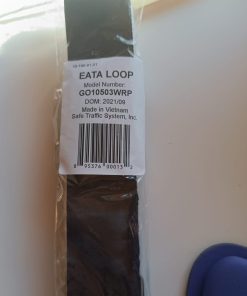 EATA LOOP
Model Number:
GO10503WRP
DOM: 2021/09
Made in Vietnam
Safe Traffic System, Inc.